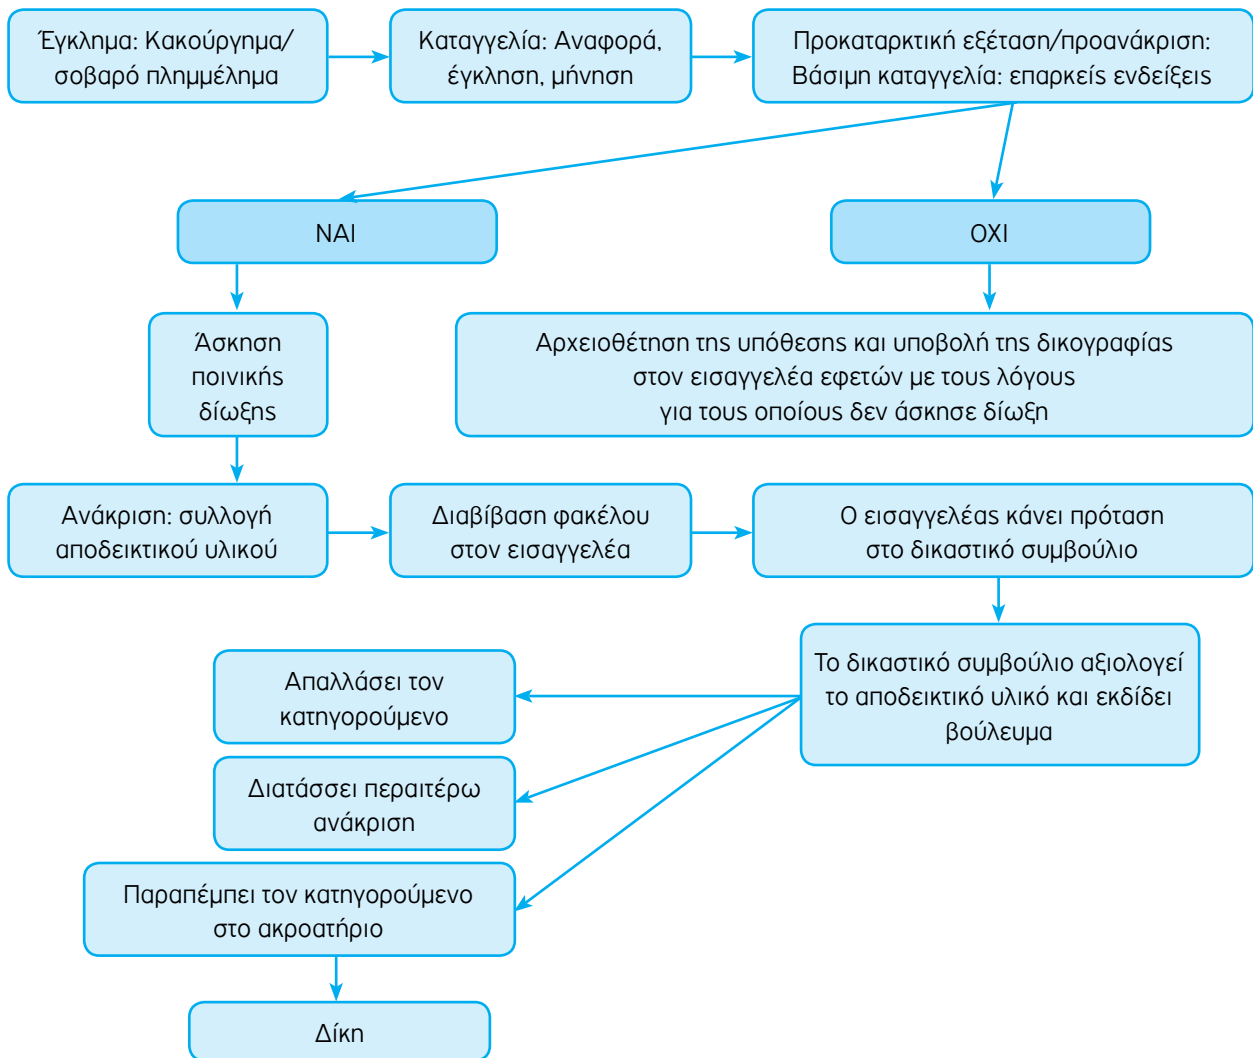 Έγκλημα: Κακούργημα/
σοβαρό πλημμέλημα
Καταγγελία: Αναφορά,
έγκληση, μήνυση
Προκαταρκτική εξέταση/προανάκριση:
Βάσιμη καταγγελία: επαρκείς ενδείξεις
ΝΑΙ
ΟΧΙ
Άσκηση
ποινικής
δίωξης
Αρχειοθέτηση της υπόθεσης και υποβολή της δικογραφίας
στον εισαγγελέα εφετών με τους λόγους
για τους οποίους δεν άσκησε δίωξη
Ανάκριση: συλλογή
αποδεικτικού υλικού
Διαβίβαση φακέλου
στον εισαγγελέα
Ο εισαγγελέας κάνει πρόταση
στο δικαστικό συμβούλιο
Το δικαστικό συμβούλιο αξιολογεί
το αποδεικτικό υλικό και εκδίδει
βούλευμα
Απαλλάσει τον
κατηγορούμενο
Διατάσσει περαιτέρω
ανάκριση
Παραπέμπει τον κατηγορούμενο
στο ακροατήριο
Δίκη